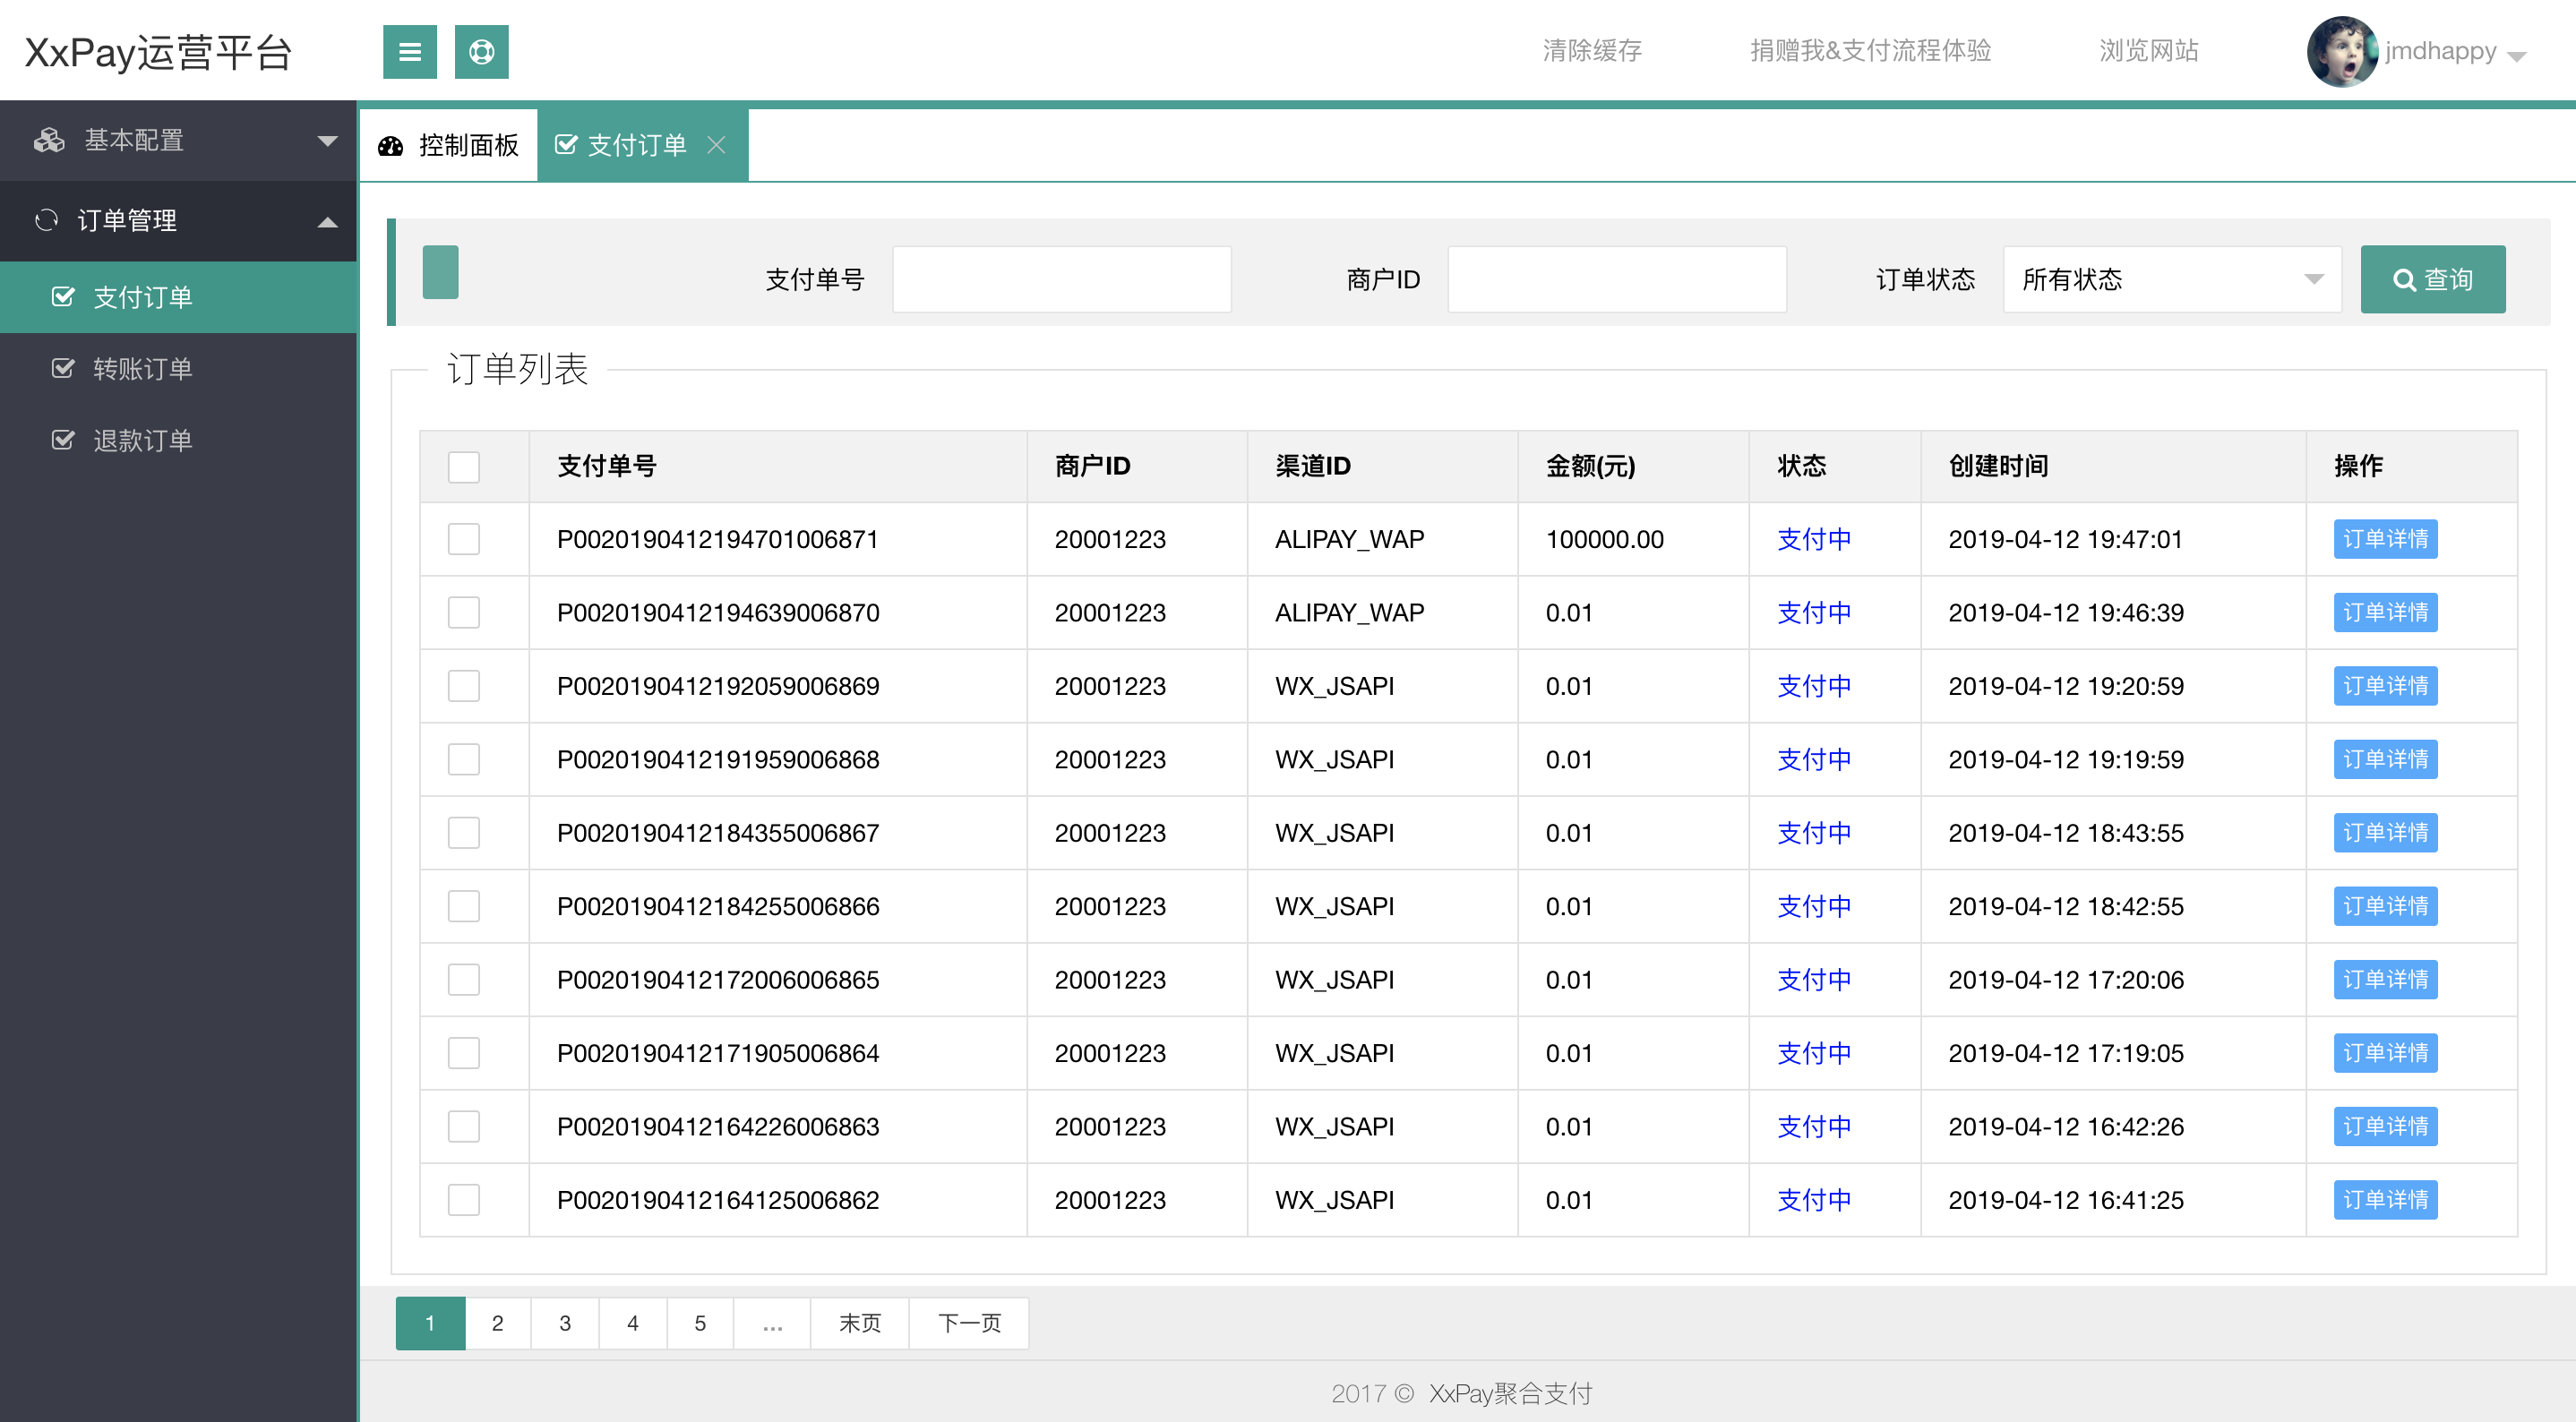 XxPay运营平台
清除缓存 捐赠我&支付流程体验 浏览网站 jmdhappy
基本配置
订单管理
支付订单
转账订单
退款订单
控制面板 支付订单
支付单号 商户ID 订单状态 所有状态 查询
订单列表
支付单号 商户ID 渠道ID 金额(元) 状态 创建时间 操作
P0020190412194701006871 20001223 ALIPAY_WAP 100000.00 支付中 2019-04-12 19:47:01 订单详情
P0020190412194639006870 20001223 ALIPAY_WAP 0.01 支付中 2019-04-12 19:46:39 订单详情
P0020190412192059006869 20001223 WX_JSAPI 0.01 支付中 2019-04-12 19:20:59 订单详情
P0020190412191959006868 20001223 WX_JSAPI 0.01 支付中 2019-04-12 19:19:59 订单详情
P0020190412184355006867 20001223 WX_JSAPI 0.01 支付中 2019-04-12 18:43:55 订单详情
P0020190412184255006866 20001223 WX_JSAPI 0.01 支付中 2019-04-12 18:42:55 订单详情
P0020190412172006006865 20001223 WX_JSAPI 0.01 支付中 2019-04-12 17:20:06 订单详情
P0020190412171905006864 20001223 WX_JSAPI 0.01 支付中 2019-04-12 17:19:05 订单详情
P0020190412164226006863 20001223 WX_JSAPI 0.01 支付中 2019-04-12 16:42:26 订单详情
P0020190412164125006862 20001223 WX_JSAPI 0.01 支付中 2019-04-12 16:41:25 订单详情
1 2 3 4 5 … 末页 下一页
2017 © XxPay聚合支付